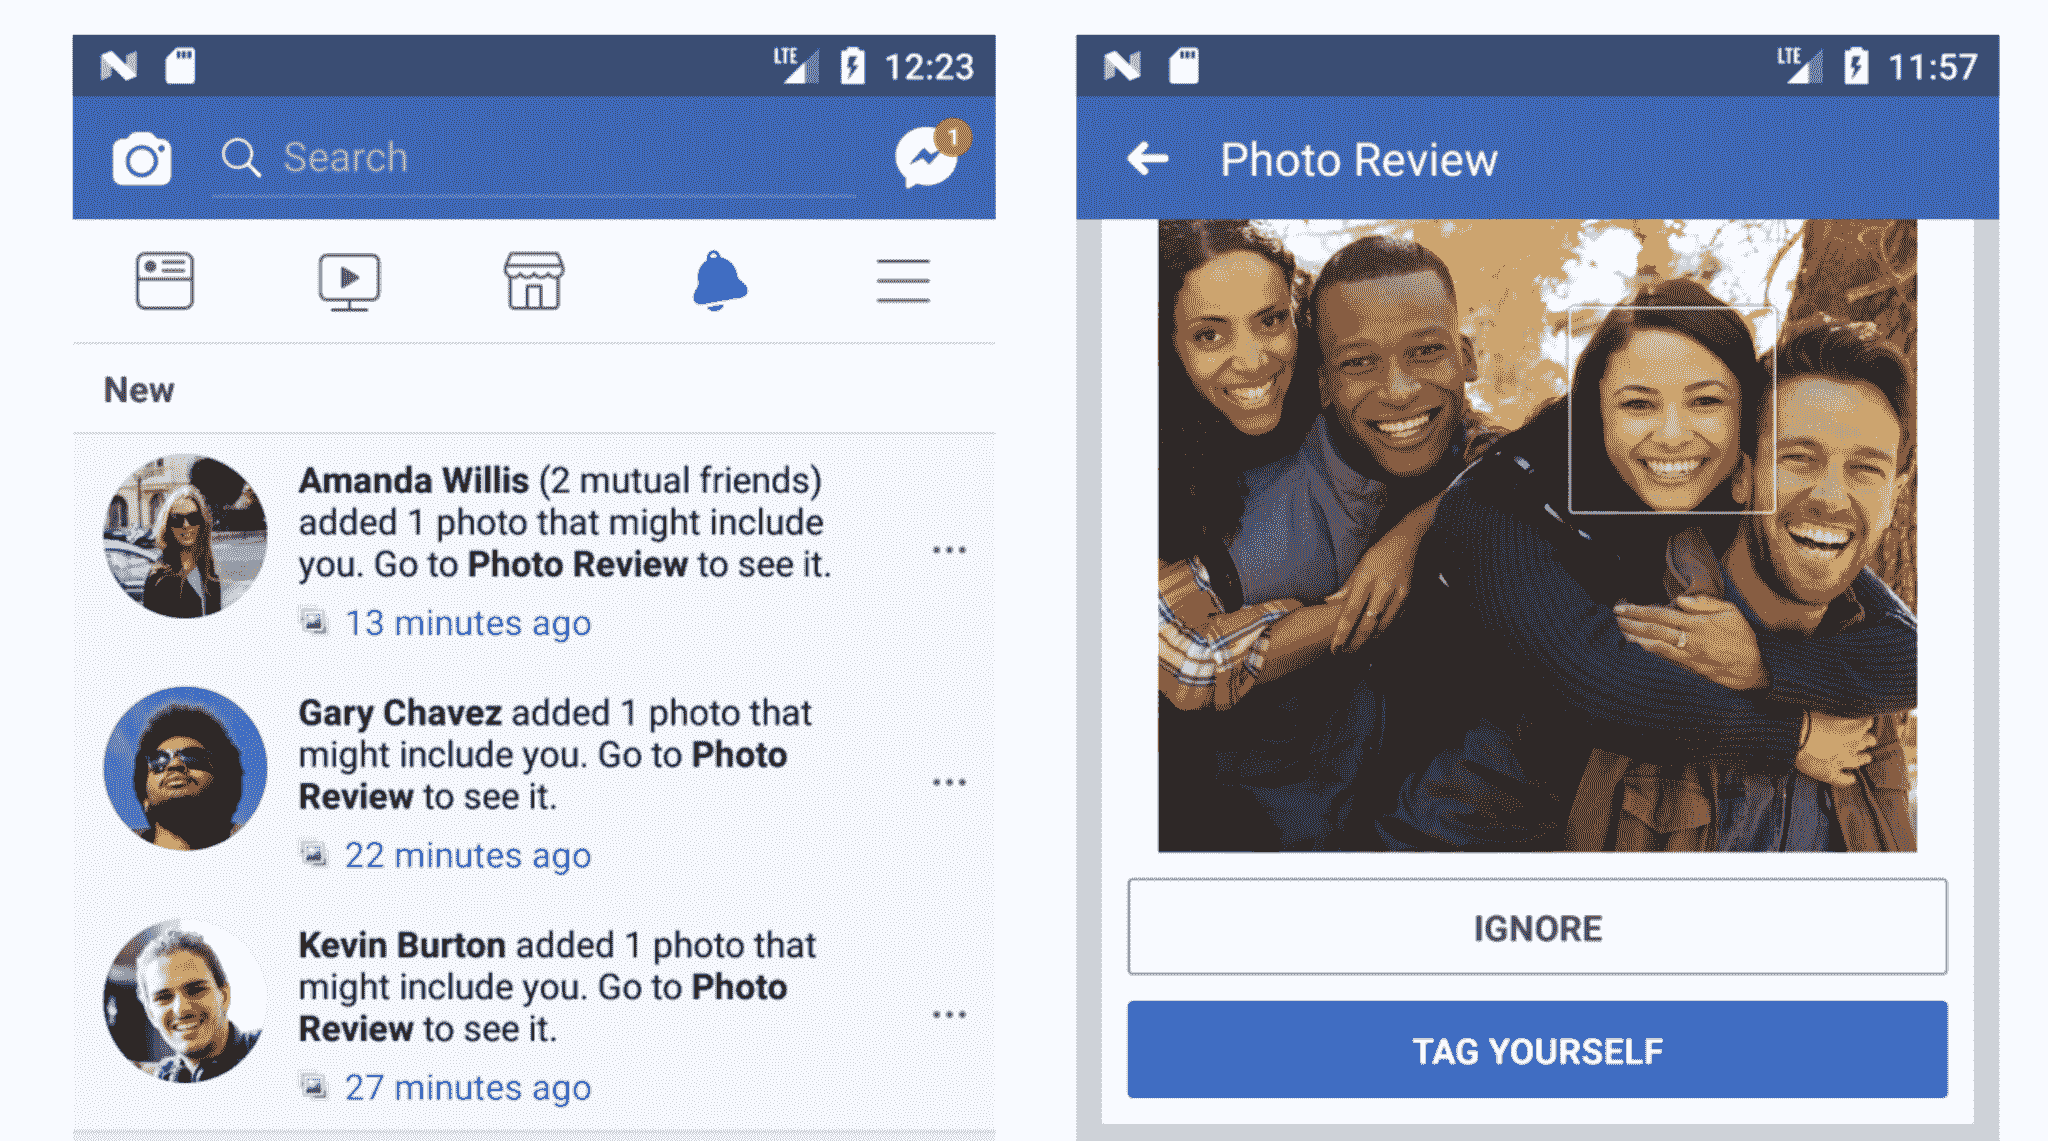 LTE 12:23
Search
1
New
Amanda Willis (2 mutual friends)
added 1 photo that might include
you. Go to Photo Review to see it.
13 minutes ago
Gary Chavez added 1 photo that
might include you. Go to Photo
Review to see it.
22 minutes ago
Kevin Burton added 1 photo that
might include you. Go to Photo
Review to see it.
27 minutes ago
LTE 11:57
Photo Review
IGNORE
TAG YOURSELF